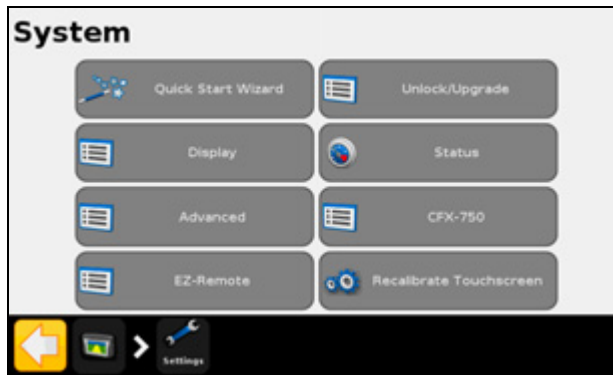 System
Quick Start Wizard
Unlock/Upgrade
Display
Status
Advanced
CFX-750
EZ-Remote
Recalibrate Touchscreen
Settings